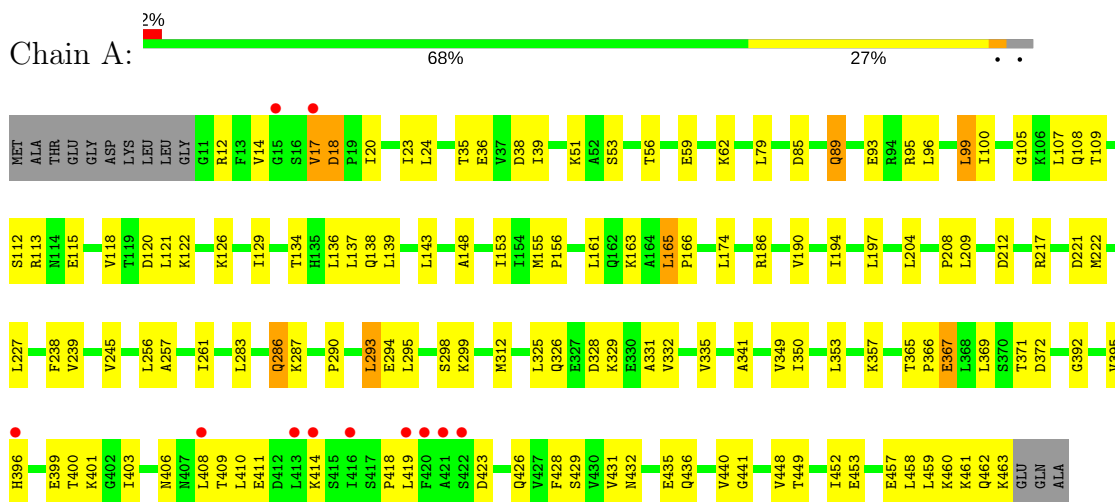 2%
Chain A:
68% 27% • •
MET ALA THR GLU GLY ASP LYS LEU LEU GLY G11 R12 F13 V14 G15 S16 V17 D18 P19 I20 I23 L24 T35 E36 V37 D38 I39 K51 A52 S53 T56 E59 K62 L79 D85 Q89 E93 R94 R95 L96 L99 I100 G105 K106 L107 Q108 T109
S112 R113 N114 E115 V118 T119 D120 L121 K122 K126 I129 T134 H135 L136 L137 Q138 L139 L143 A148 I153 I154 M155 P156 L161 Q162 K163 A164 L165 P166 L174 R186 V190 I194 L197 L204 P208 L209 D212 R217 D221 M222
L227 F238 V239 V245 L256 A257 I261 L283 Q286 K287 P290 L293 E294 L295 S298 K299 M312 L325 Q326 E327 D328 K329 E330 A331 V332 V335 A341 V349 I350 L353 K357 T365 P366 E367 L368 L369 S370 T371 D372 G392 V395
H396 E399 T400 K401 G402 I403 N406 N407 L408 T409 L410 E411 D412 L413 K414 S415 I416 S417 P418 L419 F420 A421 S422 D423 Q426 V427 F428 S429 V430 V431 N432 E435 Q436 V440 G441 V448 T449 I452 E453 E457 L458 L459 K460 K461 Q462 K463 GLU GLN ALA